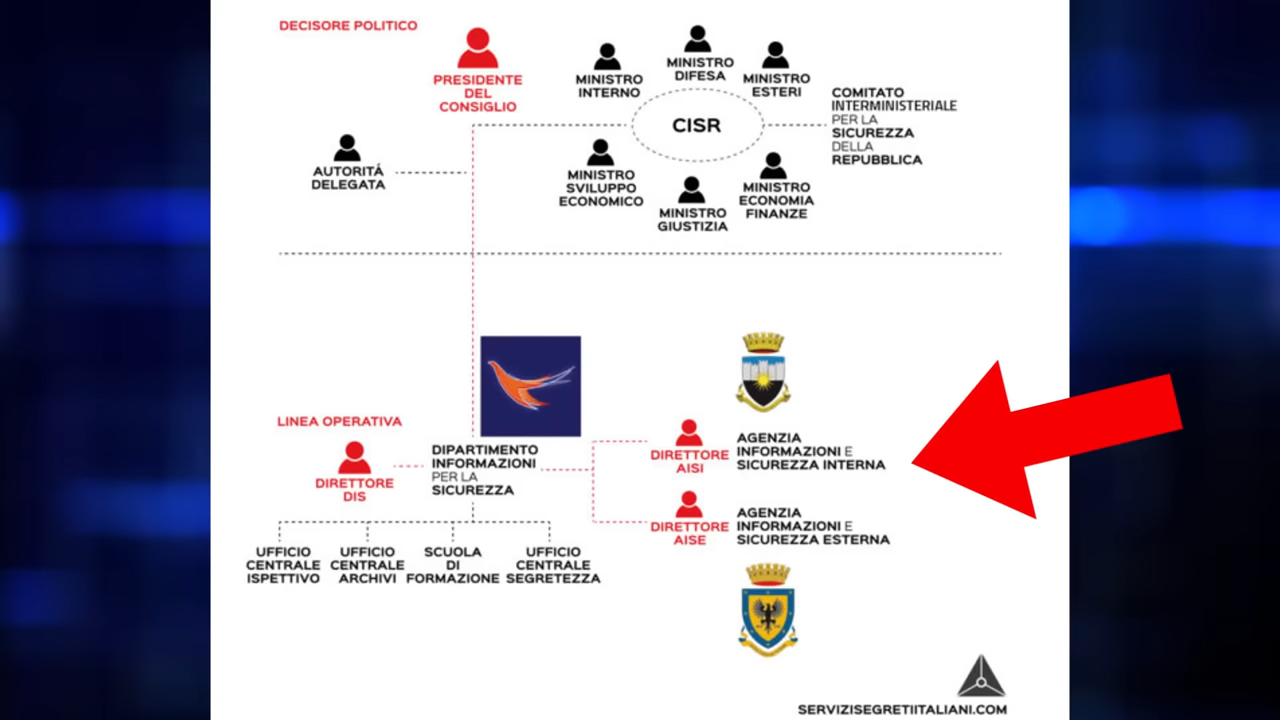 DECISORE POLITICO
PRESIDENTE
DEL
CONSIGLIO
MINISTRO
INTERNO
MINISTRO
DIFESA
MINISTRO
ESTERI
CISR
COMITATO
INTERMINISTERIALE
PER LA
SICUREZZA
DELLA
REPUBBLICA
AUTORITÁ
DELEGATA
MINISTRO
SVILUPPO
ECONOMICO
MINISTRO
GIUSTIZIA
MINISTRO
ECONOMIA
FINANZE
LINEA OPERATIVA
DIRETTORE
DIS
DIPARTIMENTO
INFORMAZIONI
PER LA
SICUREZZA
DIRETTORE
AISI
AGENZIA
INFORMAZIONI E
SICUREZZA INTERNA
DIRETTORE
AISE
AGENZIA
INFORMAZIONI E
SICUREZZA ESTERNA
UFFICIO
CENTRALE
ISPETTIVO
UFFICIO
CENTRALE
ARCHIVI
SCUOLA
DI
FORMAZIONE
UFFICIO
CENTRALE
SEGRETEZZA
SERVIZISEGRETIITALIANI.COM